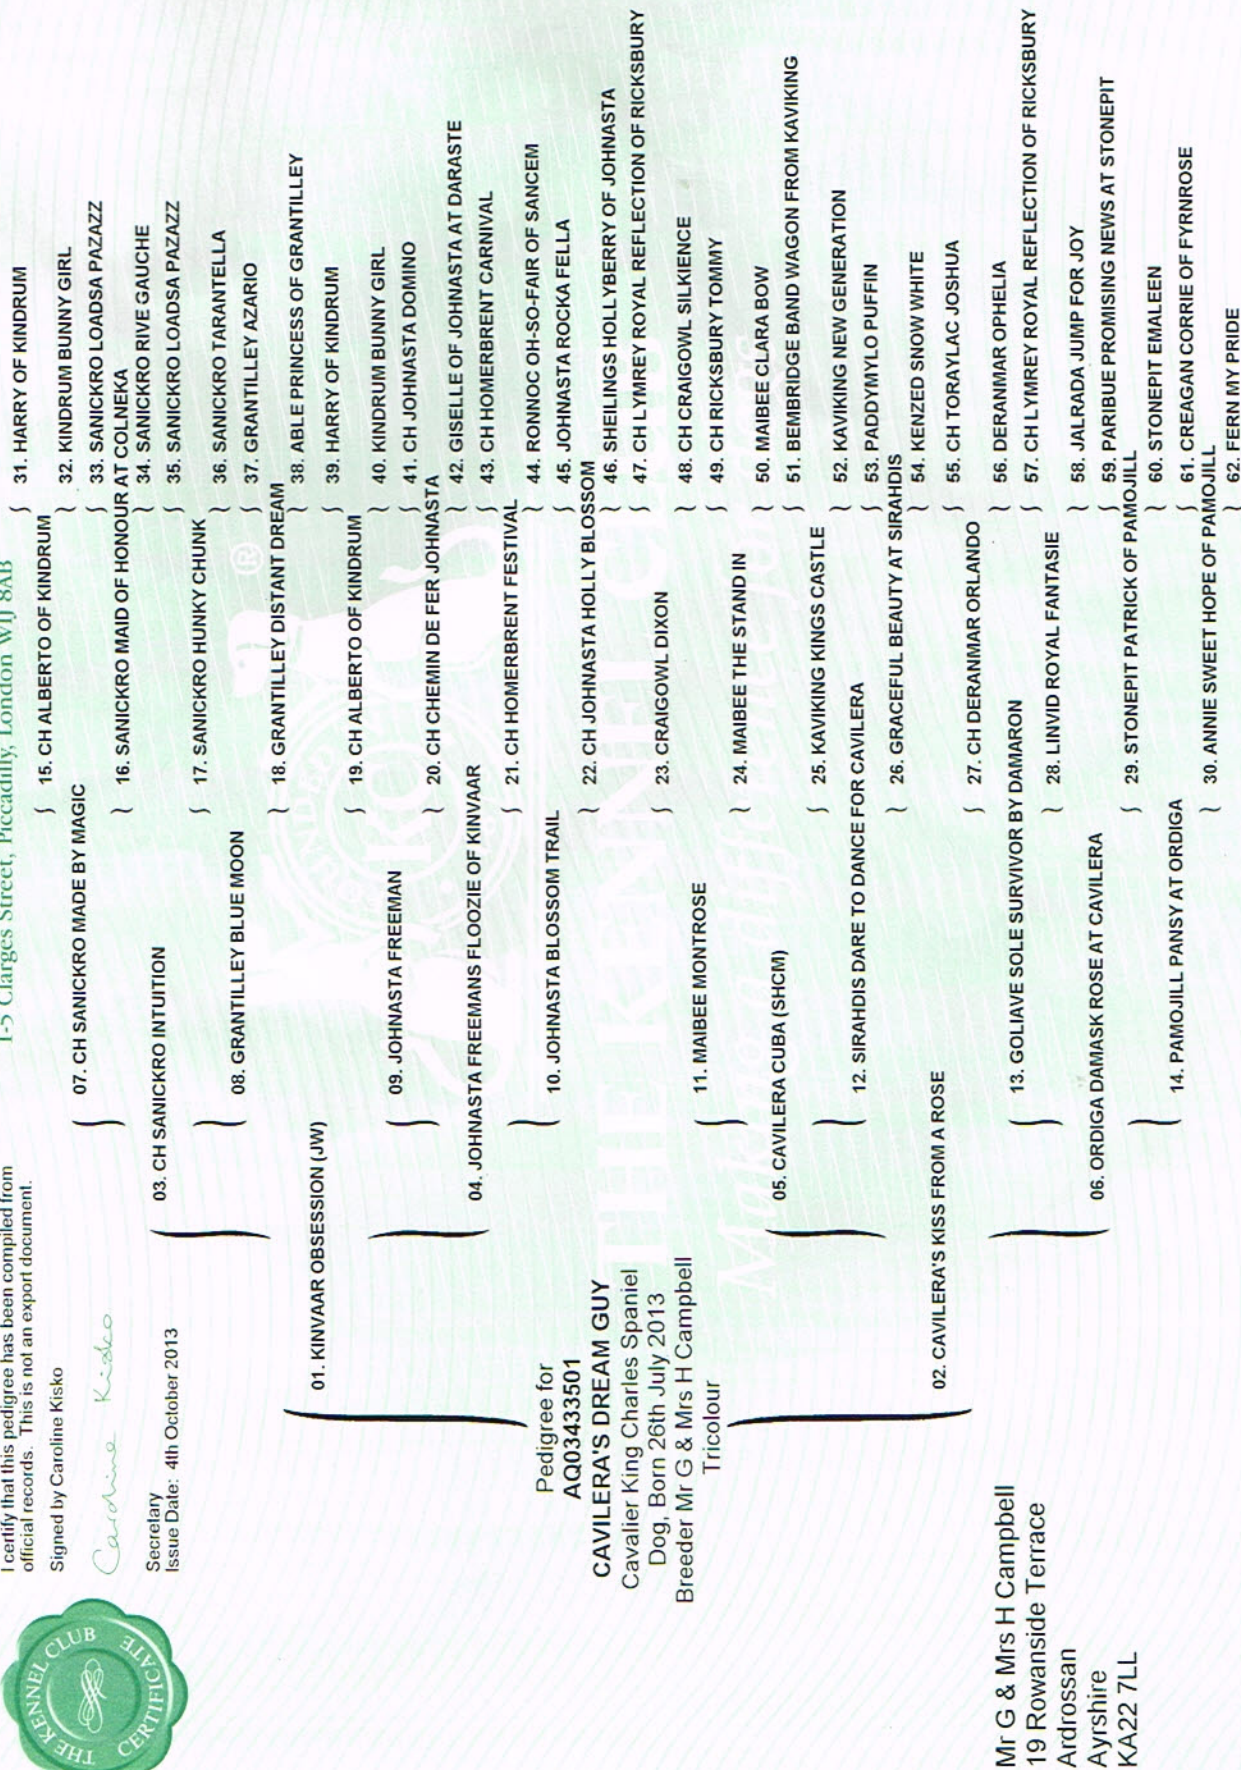 1-5 Clarges Street, Piccadilly, London W1J 8AB
I certify that this pedigree has been compiled from
official records. This is not an export document.
Signed by Caroline Kisko
Caroline Kisko
Secretary
Issue Date: 4th October 2013
THE KENNEL CLUB
CERTIFICATE
Pedigree for
AQ03433501
CAVILERA'S DREAM GUY
Cavalier King Charles Spaniel
Dog, Born 26th July 2013
Breeder Mr G & Mrs H Campbell
Tricolour
Mr G & Mrs H Campbell
19 Rowanside Terrace
Ardrossan
Ayrshire
KA22 7LL
01. KINVAAR OBSESSION (JW)
02. CAVILERA'S KISS FROM A ROSE
03. CH SANICKRO INTUITION
04. JOHNASTA FREEMANS FLOOZIE OF KINVAAR
05. CAVILERA CUBA (SHCM)
06. ORDIGA DAMASK ROSE AT CAVILERA
07. CH SANICKRO MADE BY MAGIC
08. GRANTILLEY BLUE MOON
09. JOHNASTA FREEMAN
10. JOHNASTA BLOSSOM TRAIL
11. MAIBEE MONTROSE
12. SIRAHDIS DARE TO DANCE FOR CAVILERA
13. GOLIAVE SOLE SURVIVOR BY DAMARON
14. PAMOJILL PANSY AT ORDIGA
15. CH ALBERTO OF KINDRUM
16. SANICKRO MAID OF HONOUR AT COLNEKA
17. SANICKRO HUNKY CHUNK
18. GRANTILLEY DISTANT DREAM
19. CH ALBERTO OF KINDRUM
20. CH CHEMIN DE FER JOHNASTA
21. CH HOMERBRENT FESTIVAL
22. CH JOHNASTA HOLLY BLOSSOM
23. CRAIGOWL DIXON
24. MAIBEE THE STAND IN
25. KAVIKING KINGS CASTLE
26. GRACEFUL BEAUTY AT SIRAHDIS
27. CH DERANMAR ORLANDO
28. LINVID ROYAL FANTASIE
29. STONEPIT PATRICK OF PAMOJILL
30. ANNIE SWEET HOPE OF PAMOJILL
31. HARRY OF KINDRUM
32. KINDRUM BUNNY GIRL
33. SANICKRO LOADSA PAZAZZ
34. SANICKRO RIVE GAUCHE
35. SANICKRO LOADSA PAZAZZ
36. SANICKRO TARANTELLA
37. GRANTILLEY AZARIO
38. ABLE PRINCESS OF GRANTILLEY
39. HARRY OF KINDRUM
40. KINDRUM BUNNY GIRL
41. CH JOHNASTA DOMINO
42. GISELLE OF JOHNASTA AT DARASTE
43. CH HOMERBRENT CARNIVAL
44. RONNOC OH-SO-FAIR OF SANCEM
45. JOHNASTA ROCKA FELLA
46. SHEILINGS HOLLYBERRY OF JOHNASTA
47. CH LYMREY ROYAL REFLECTION OF RICKSBURY
48. CH CRAIGOWL SILKIENCE
49. CH RICKSBURY TOMMY
50. MAIBEE CLARA BOW
51. BEMBRIDGE BAND WAGON FROM KAVIKING
52. KAVIKING NEW GENERATION
53. PADDYMYLO PUFFIN
54. KENZED SNOW WHITE
55. CH TORAYLAC JOSHUA
56. DERANMAR OPHELIA
57. CH LYMREY ROYAL REFLECTION OF RICKSBURY
58. JALRADA JUMP FOR JOY
59. PARIBUE PROMISING NEWS AT STONEPIT
60. STONEPIT EMALEEN
61. CREAGAN CORRIE OF FYRNROSE
62. FERN MY PRIDE
THE KENNEL CLUB